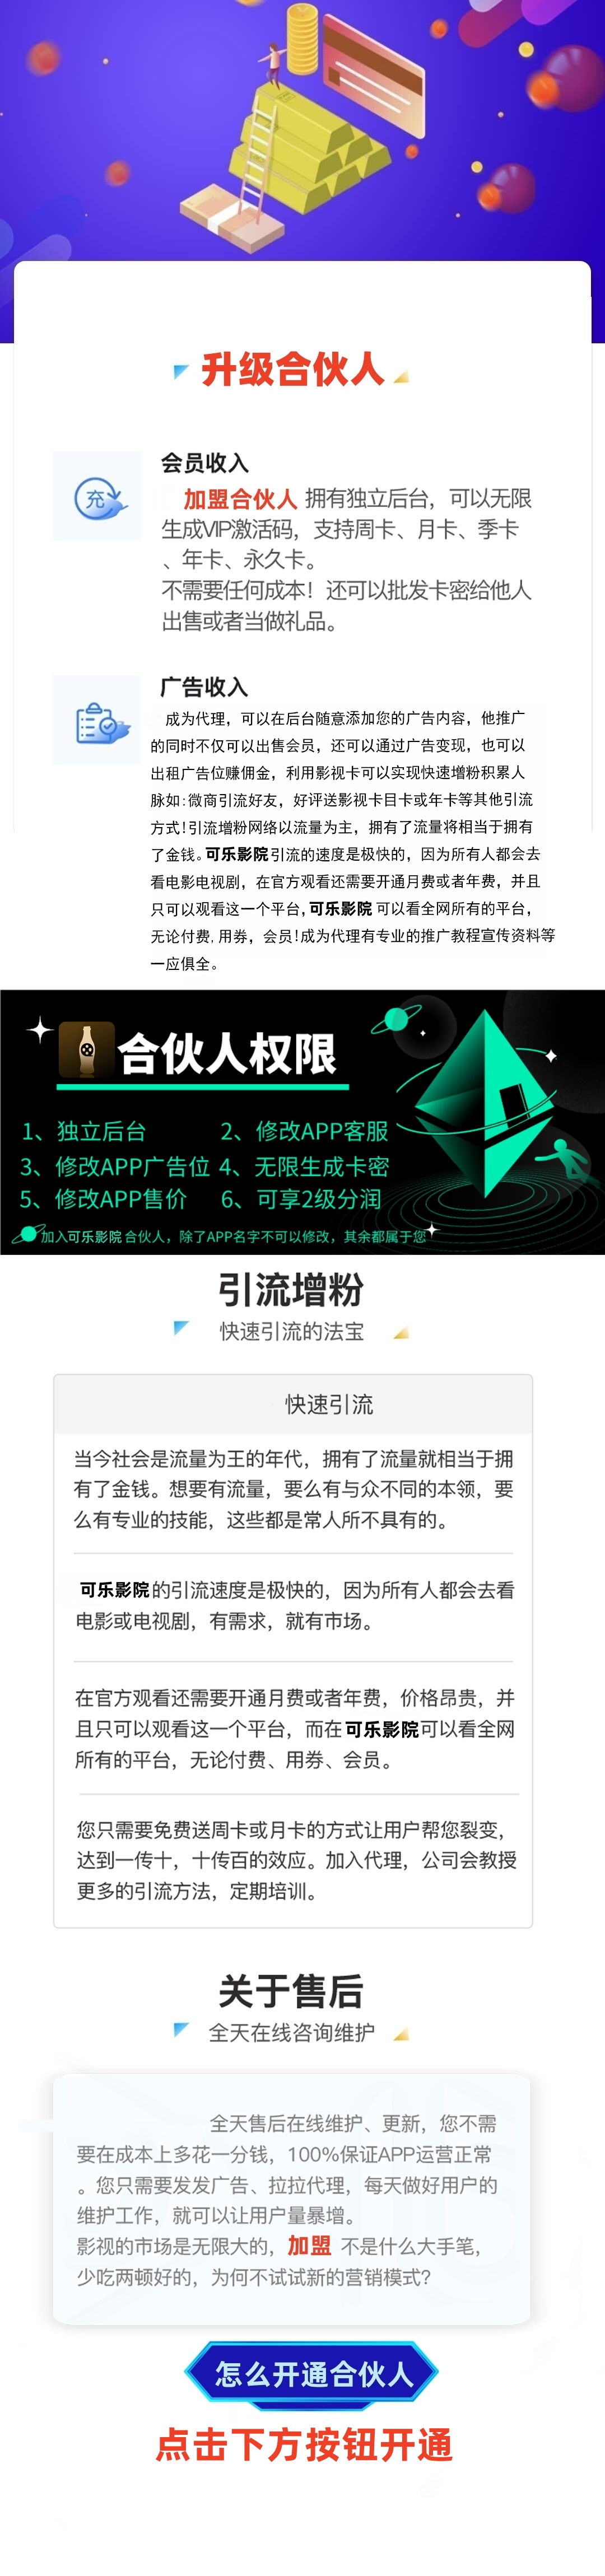 升级合伙人
会员收入
充
加盟合伙人 拥有独立后台，可以无限
生成VIP激活码，支持周卡、月卡、季卡
、年卡、永久卡。
不需要任何成本！还可以批发卡密给他人
出售或者当做礼品。
广告收入
成为代理，可以在后台随意添加您的广告内容，他推广
的同时不仅可以出售会员，还可以通过广告变现，也可以
出租广告位赚佣金，利用影视卡可以实现快速增粉积累人
脉如:微商引流好友，好评送影视卡目卡或年卡等其他引流
方式!引流增粉网络以流量为主，拥有了流量将相当于拥有
了金钱。可乐影院引流的速度是极快的，因为所有人都会去
看电影电视剧，在官方观看还需要开通月费或者年费，并且
只可以观看这一个平台,可乐影院 可以看全网所有的平台，
无论付费, 用券，会员!成为代理有专业的推广教程宣传资料等
一应俱全。
合伙人权限
1、独立后台 2、修改APP客服
3、修改APP广告位 4、无限生成卡密
5、修改APP售价 6、可享2级分润
加入可乐影院 合伙人，除了APP名字不可以修改，其余都属于您
引流增粉
快速引流的法宝
快速引流
当今社会是流量为王的年代，拥有了流量就相当于拥
有了金钱。想要有流量，要么有与众不同的本领，要
么有专业的技能，这些都是常人所不具有的。
可乐影院的引流速度是极快的，因为所有人都会去看
电影或电视剧，有需求，就有市场。
在官方观看还需要开通月费或者年费，价格昂贵，并
且只可以观看这一个平台，而在可乐影院可以看全网
所有的平台，无论付费、用券、会员。
您只需要免费送周卡或月卡的方式让用户帮您裂变，
达到一传十，十传百的效应。加入代理，公司会教授
更多的引流方法，定期培训。
关于售后
全天在线咨询维护
全天售后在线维护、更新，您不需
要在成本上多花一分钱，100%保证APP运营正常
。您只需要发发广告、拉拉代理，每天做好用户的
维护工作，就可以让用户量暴增。
影视的市场是无限大的，加盟 不是什么大手笔，
少吃两顿好的，为何不试试新的营销模式?
怎么开通合伙人
点击下方按钮开通